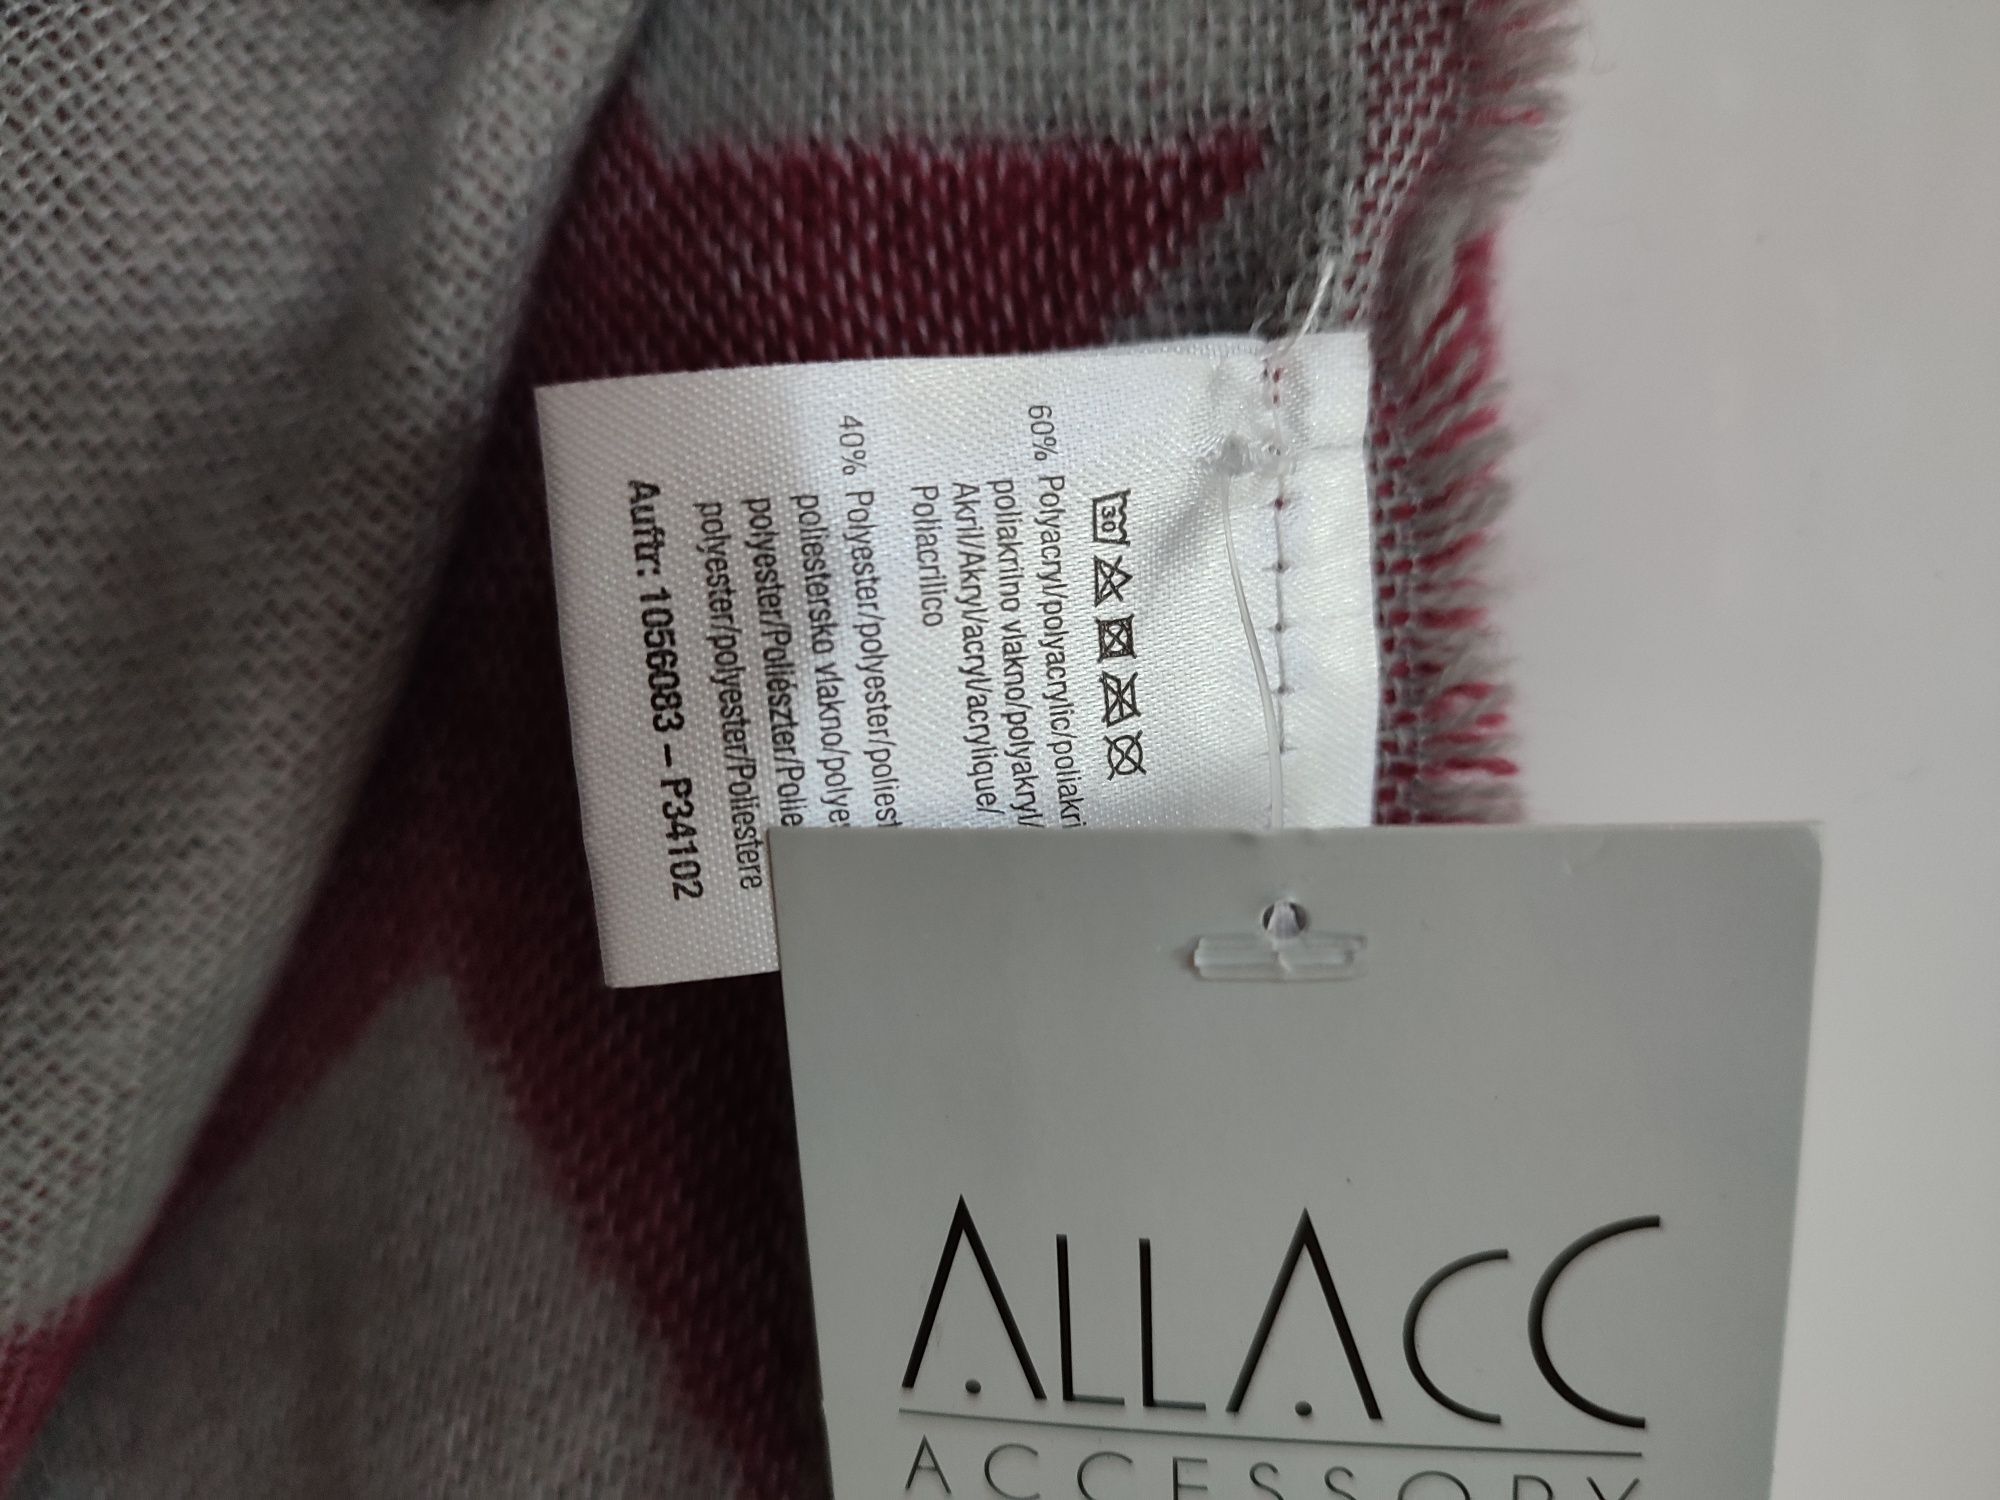 30
60% Polyacryl/polyacrylic/poliakri
poliakrilno vlakno/polyakryl/
Akril/Akryl/acryl/acrylique/
Poliacrilico
40% Polyester/polyester/poliest
poliestersko vlakno/polye
polyester/Poliészter/Polie
polyester/polyester/Poliestere
Auftr: 1056083 – P34102
ALLACC
ACCESSORY